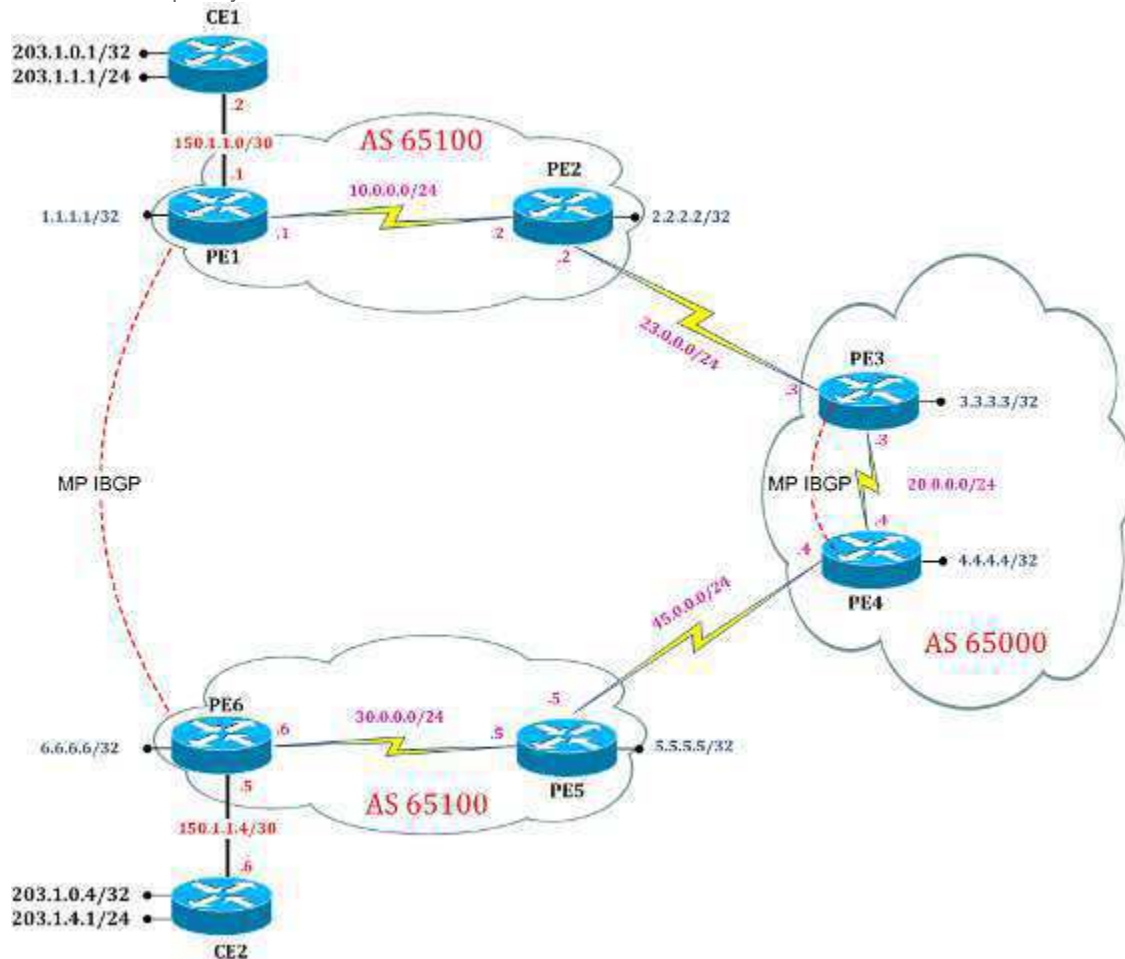 CE1
203.1.0.1/32
203.1.1.1/24
.2
150.1.1.0/30
AS 65100
.1
PE2
10.0.0.0/24
1.1.1.1/32
2.2.2.2/32
.1
.2
PE1
.2
23.0.0.0/24
PE3
.3
3.3.3.3/32
.3
MP IBGP
MP IBGP
20.0.0.0/24
.4
.4
4.4.4.4/32
45.0.0.0/24
PE4
AS 65000
.5
PE6
30.0.0.0/24
.6
.5
6.6.6.6/32
5.5.5.5/32
.5
PE5
AS 65100
150.1.1.4/30
.6
203.1.0.4/32
203.1.4.1/24
CE2